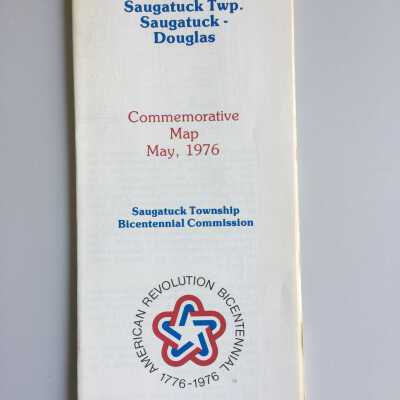 Saugatuck Twp.
Saugatuck -
Douglas
Commemorative
Map
May, 1976
Saugatuck Township
Bicentennial Commission
AMERICAN REVOLUTION BICENTENNIAL
1776-1976